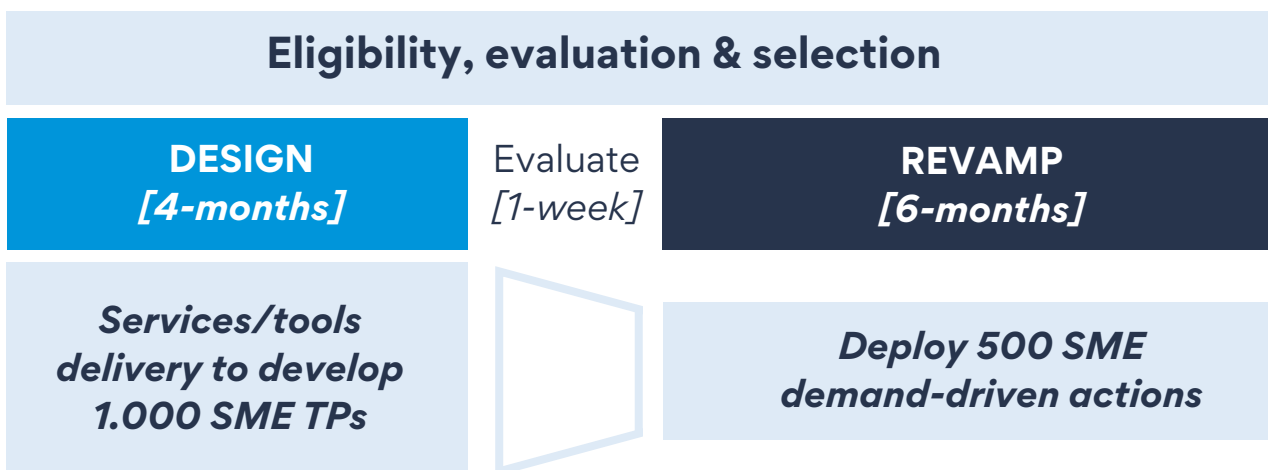 Eligibility, evaluation & selection
DESIGN
[4-months]
Evaluate
[1-week]
REVAMP
[6-months]
Services/tools
delivery to develop
1.000 SME TPs
Deploy 500 SME
demand-driven actions